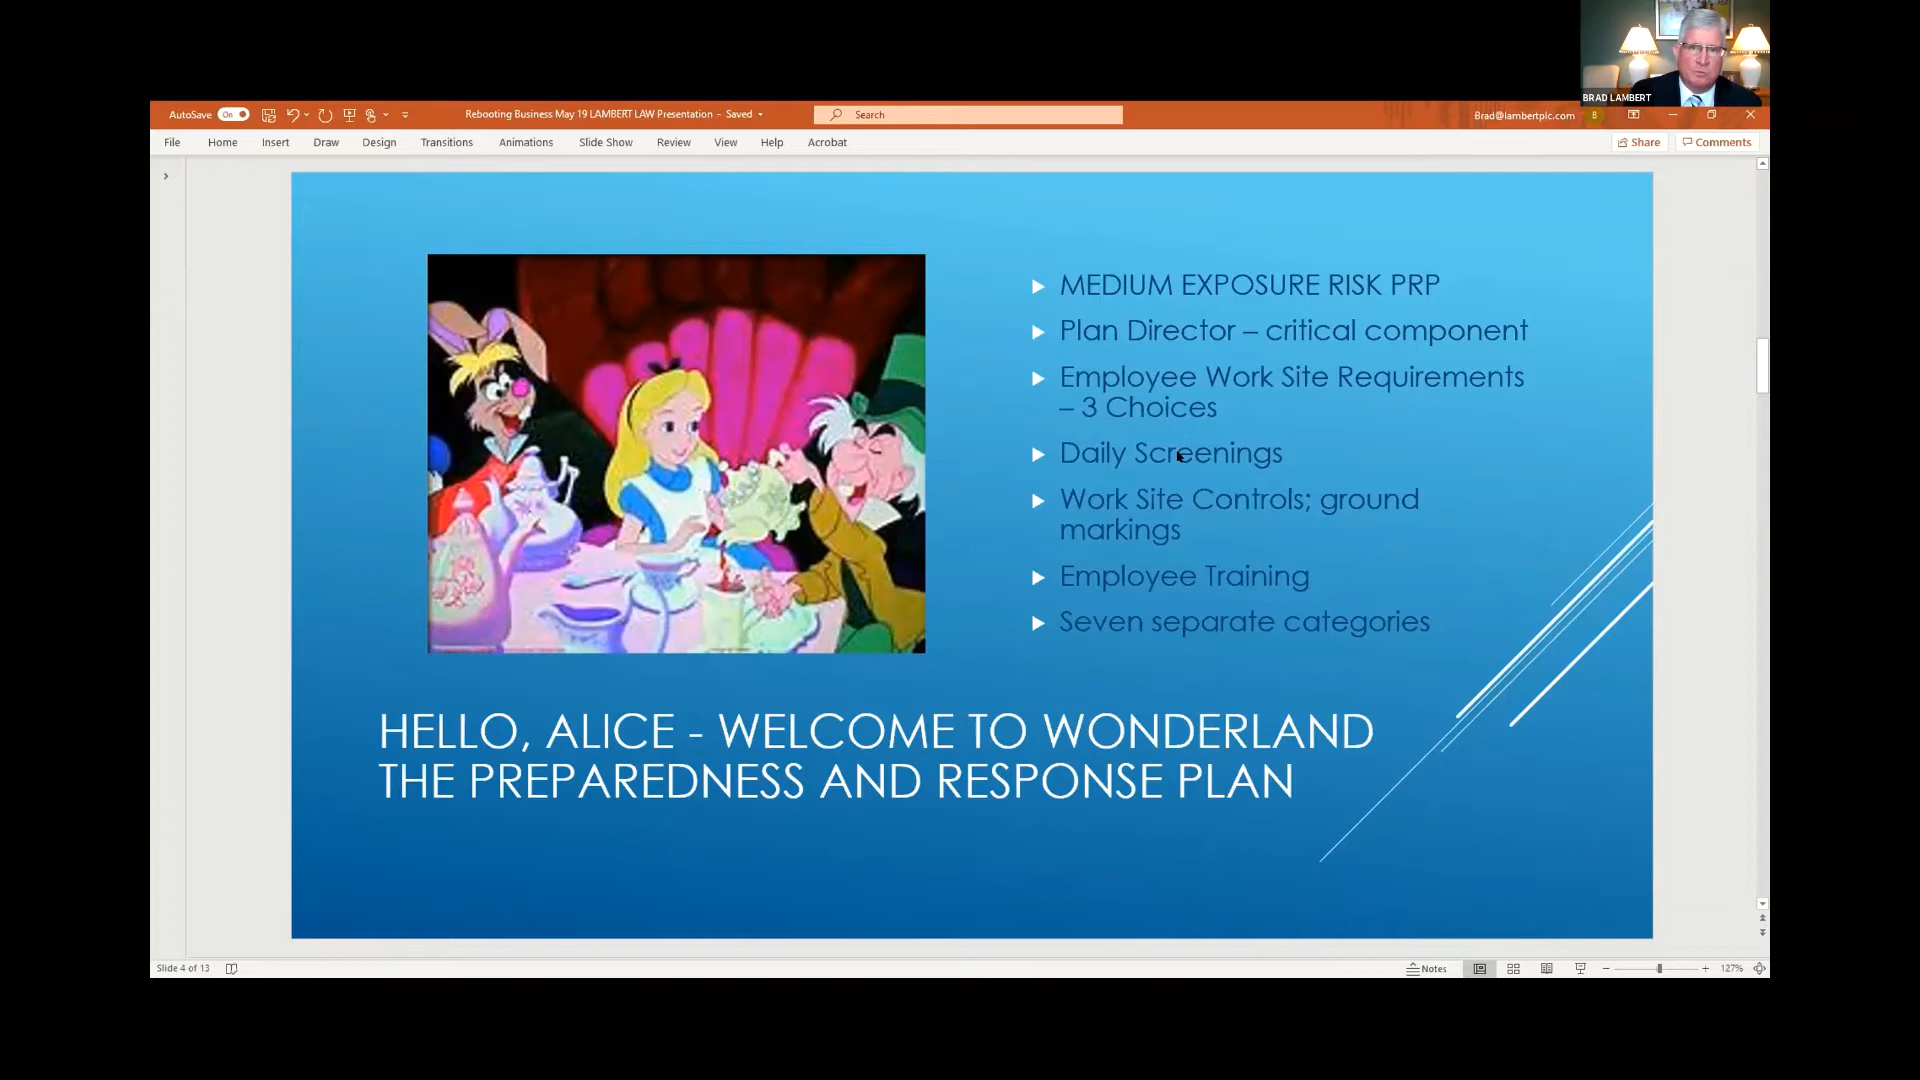 BRAD LAMBERT
AutoSave On
Rebooting Business May 19 LAMBERT LAW Presentation – Saved
Search
Brad@lambertplc.com
B
File Home Insert Draw Design Transitions Animations Slide Show Review View Help Acrobat
Share Comments
MEDIUM EXPOSURE RISK PRP
Plan Director – critical component
Employee Work Site Requirements
– 3 Choices
Daily Screenings
Work Site Controls; ground
markings
Employee Training
Seven separate categories
HELLO, ALICE - WELCOME TO WONDERLAND
THE PREPAREDNESS AND RESPONSE PLAN
Slide 4 of 13
Notes
127%